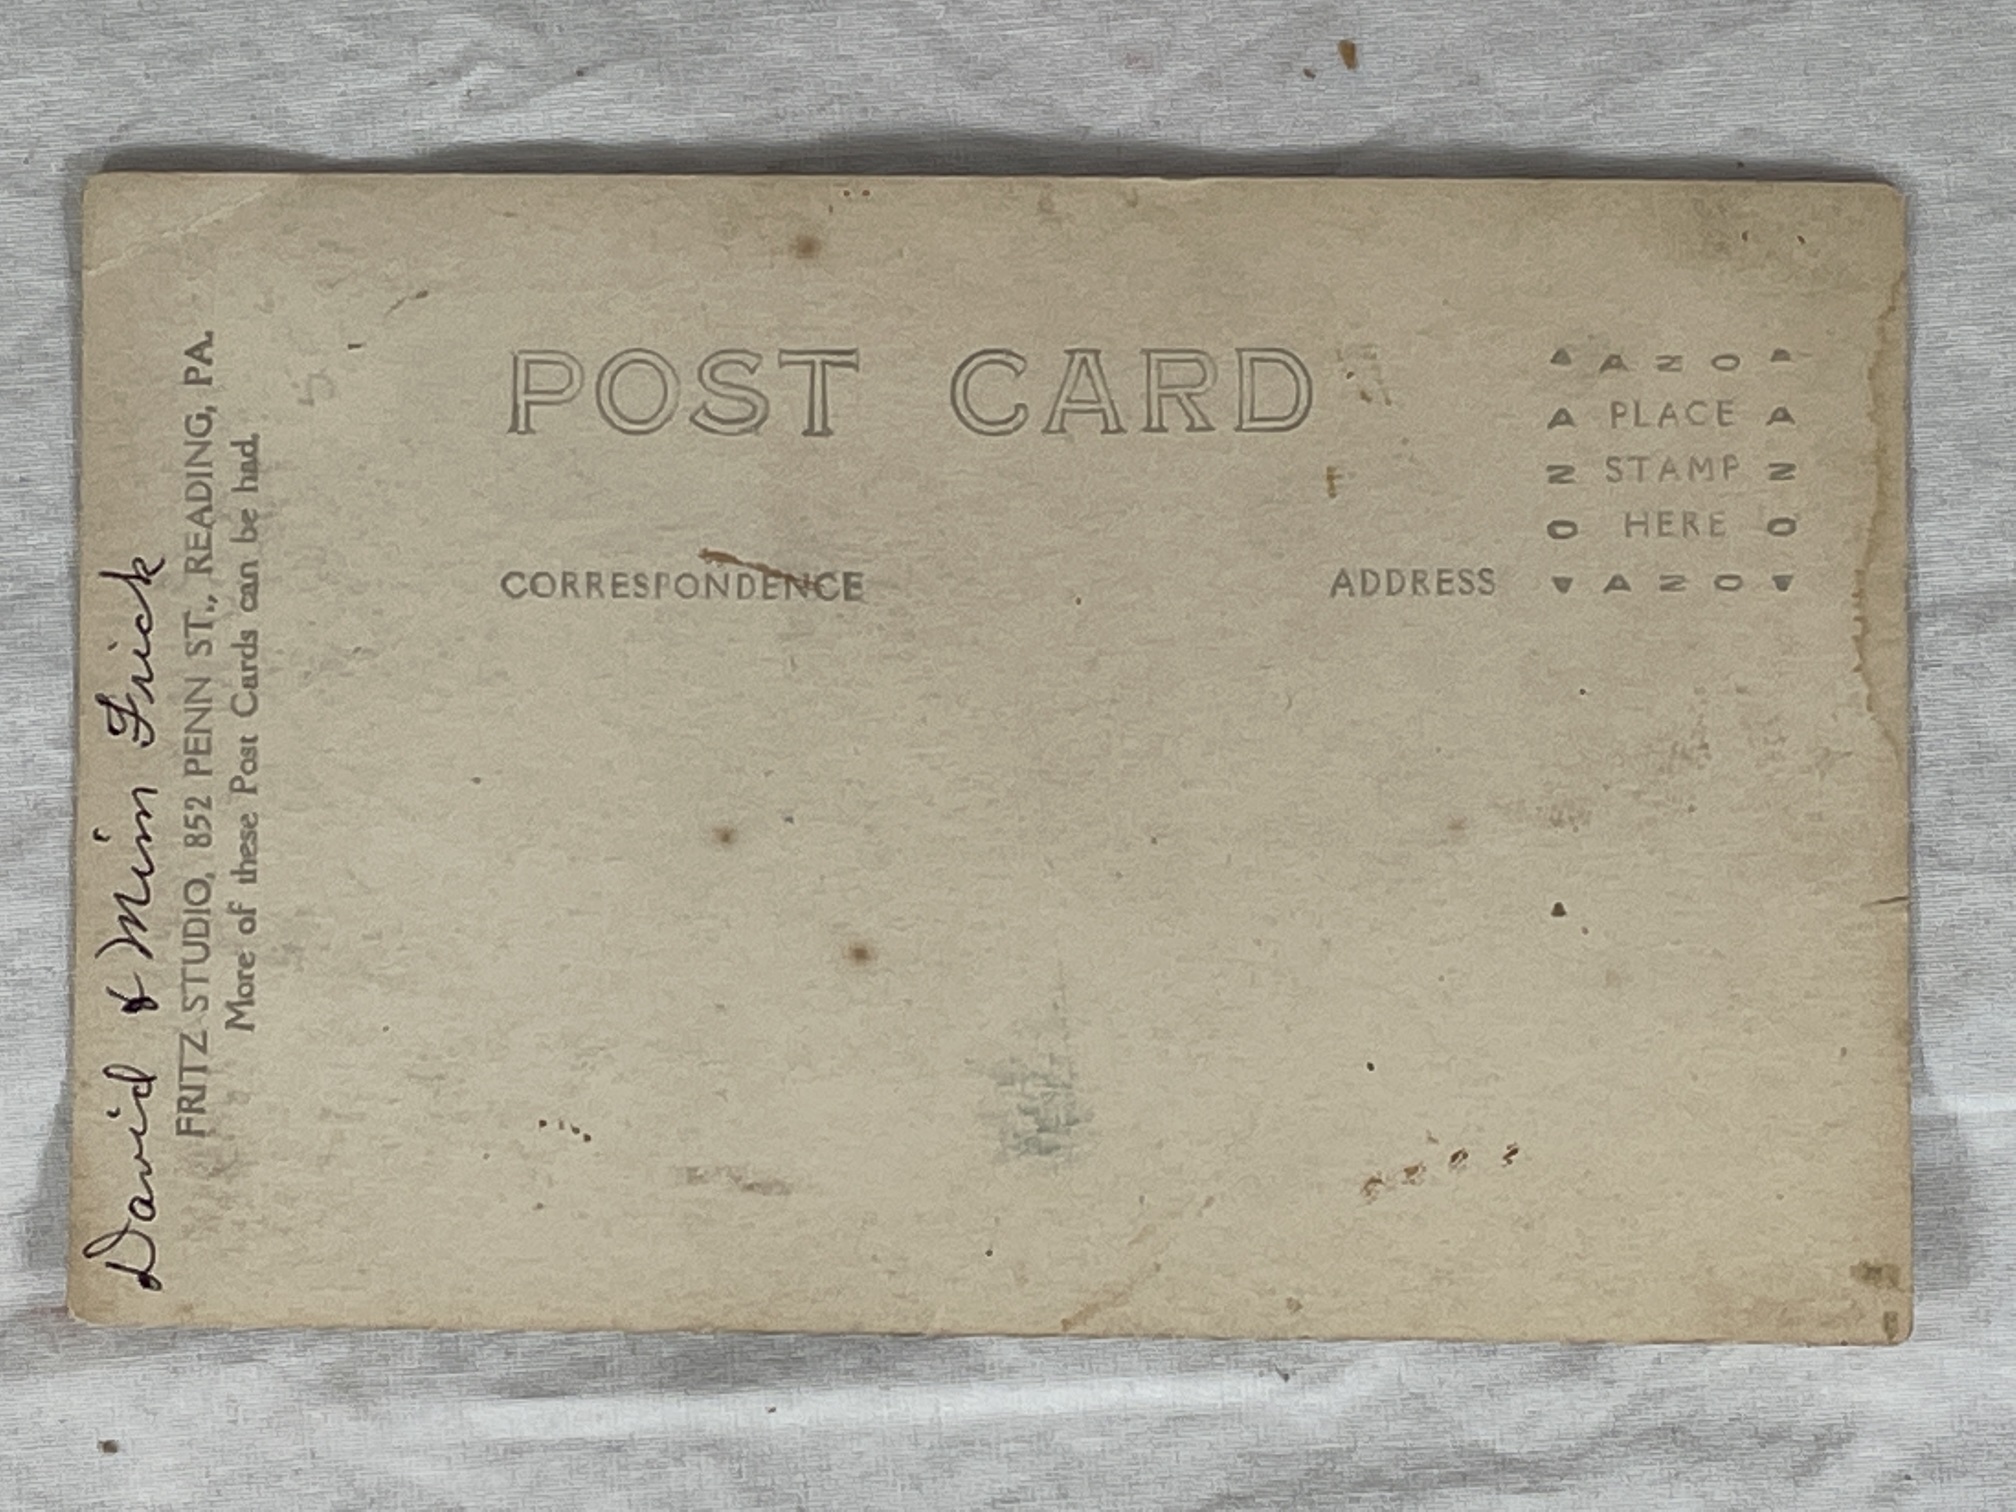 David & Mim Frick
FRITZ STUDIO, 852 PENN ST., READING, PA.
More of these Post Cards can be had.
POST CARD
CORRESPONDENCE
ADDRESS
AZO
A PLACE A
Z STAMP Z
O HERE O
AZO